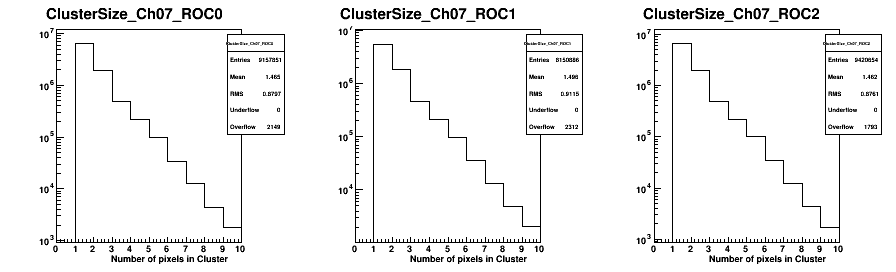 ClusterSize_Ch07_ROC0
ClusterSize_Ch07_ROC0
Entries 9157851
Mean 1.465
RMS 0.8797
Underflow 0
Overflow 2149
10^7
10^6
10^5
10^4
10^3
0 1 2 3 4 5 6 7 8 9 10
Number of pixels in Cluster
ClusterSize_Ch07_ROC1
ClusterSize_Ch07_ROC1
Entries 8150886
Mean 1.496
RMS 0.9115
Underflow 0
Overflow 2312
10^7
10^6
10^5
10^4
0 1 2 3 4 5 6 7 8 9 10
Number of pixels in Cluster
ClusterSize_Ch07_ROC2
ClusterSize_Ch07_ROC2
Entries 9420654
Mean 1.462
RMS 0.8761
Underflow 0
Overflow 1793
10^7
10^6
10^5
10^4
10^3
0 1 2 3 4 5 6 7 8 9 10
Number of pixels in Cluster